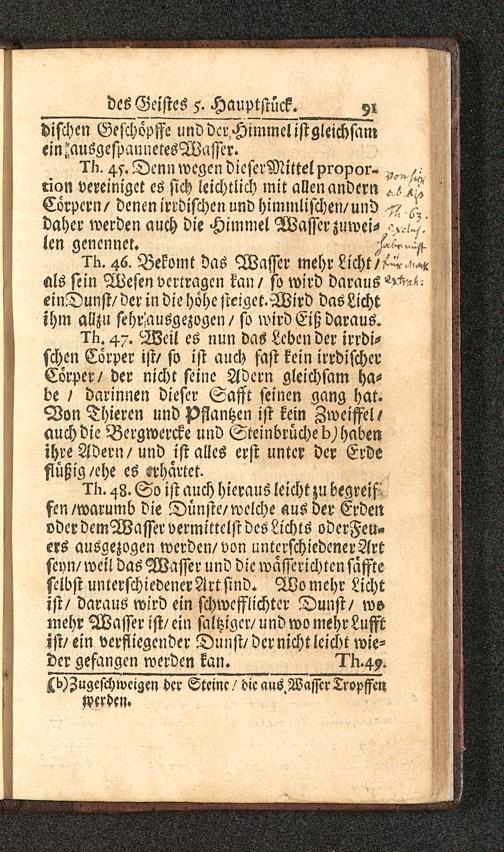 des Geistes 5. Hauptstück. 91
dischen Geschöpffe und der Himmel ist gleichsam
ein ausgespannetes Wasser.
Th. 45. Denn wegen dieser Mittel propor-
tion vereiniget es sich leichtlich mit allen andern
Cörpern / denen irrdischen und himmlischen / und
daher werden auch die Himmel Wasser zuwei-
len genennet.
Th. 46. Bekomt das Wasser mehr Licht /
als sein Wesen vertragen kan / so wird daraus
ein Dunst / der in die höhe steiget. Wird das Licht
ihm allzu sehr ausgezogen / so wird Eiß daraus.
Th. 47. Weil es nun das Leben der irrdi-
schen Cörper ist / so ist auch fast kein irrdischer
Cörper / der nicht seine Adern gleichsam ha-
be / darinnen dieser Safft seinen gang hat.
Von Thieren und Pflantzen ist kein Zweiffel /
auch die Bergwercke und Steinbrüche b) haben
ihre Adern / und ist alles erst unter der Erde
flüßig / ehe es erhärtet.
Th. 48. So ist auch hieraus leicht zu begreif-
fen / warumb die Dünste / welche aus der Erden
oder dem Wasser vermittelst des Lichts oder Feu-
ers ausgezogen werden / von unterschiedener Art
seyn / weil das Wasser und die wässerichten säffte
selbst unterschiedener Art sind. Wo mehr Licht
ist / daraus wird ein schwefflichter Dunst / wo
mehr Wasser ist / ein saltziger / und wo mehr Lufft
ist / ein verfliegender Dunst / der nicht leicht wie-
der gefangen werden kan. Th. 49.
(b) Zugeschweigen der Steine / die aus Wasser Tropffen
werden.
von hier
Th. 63.